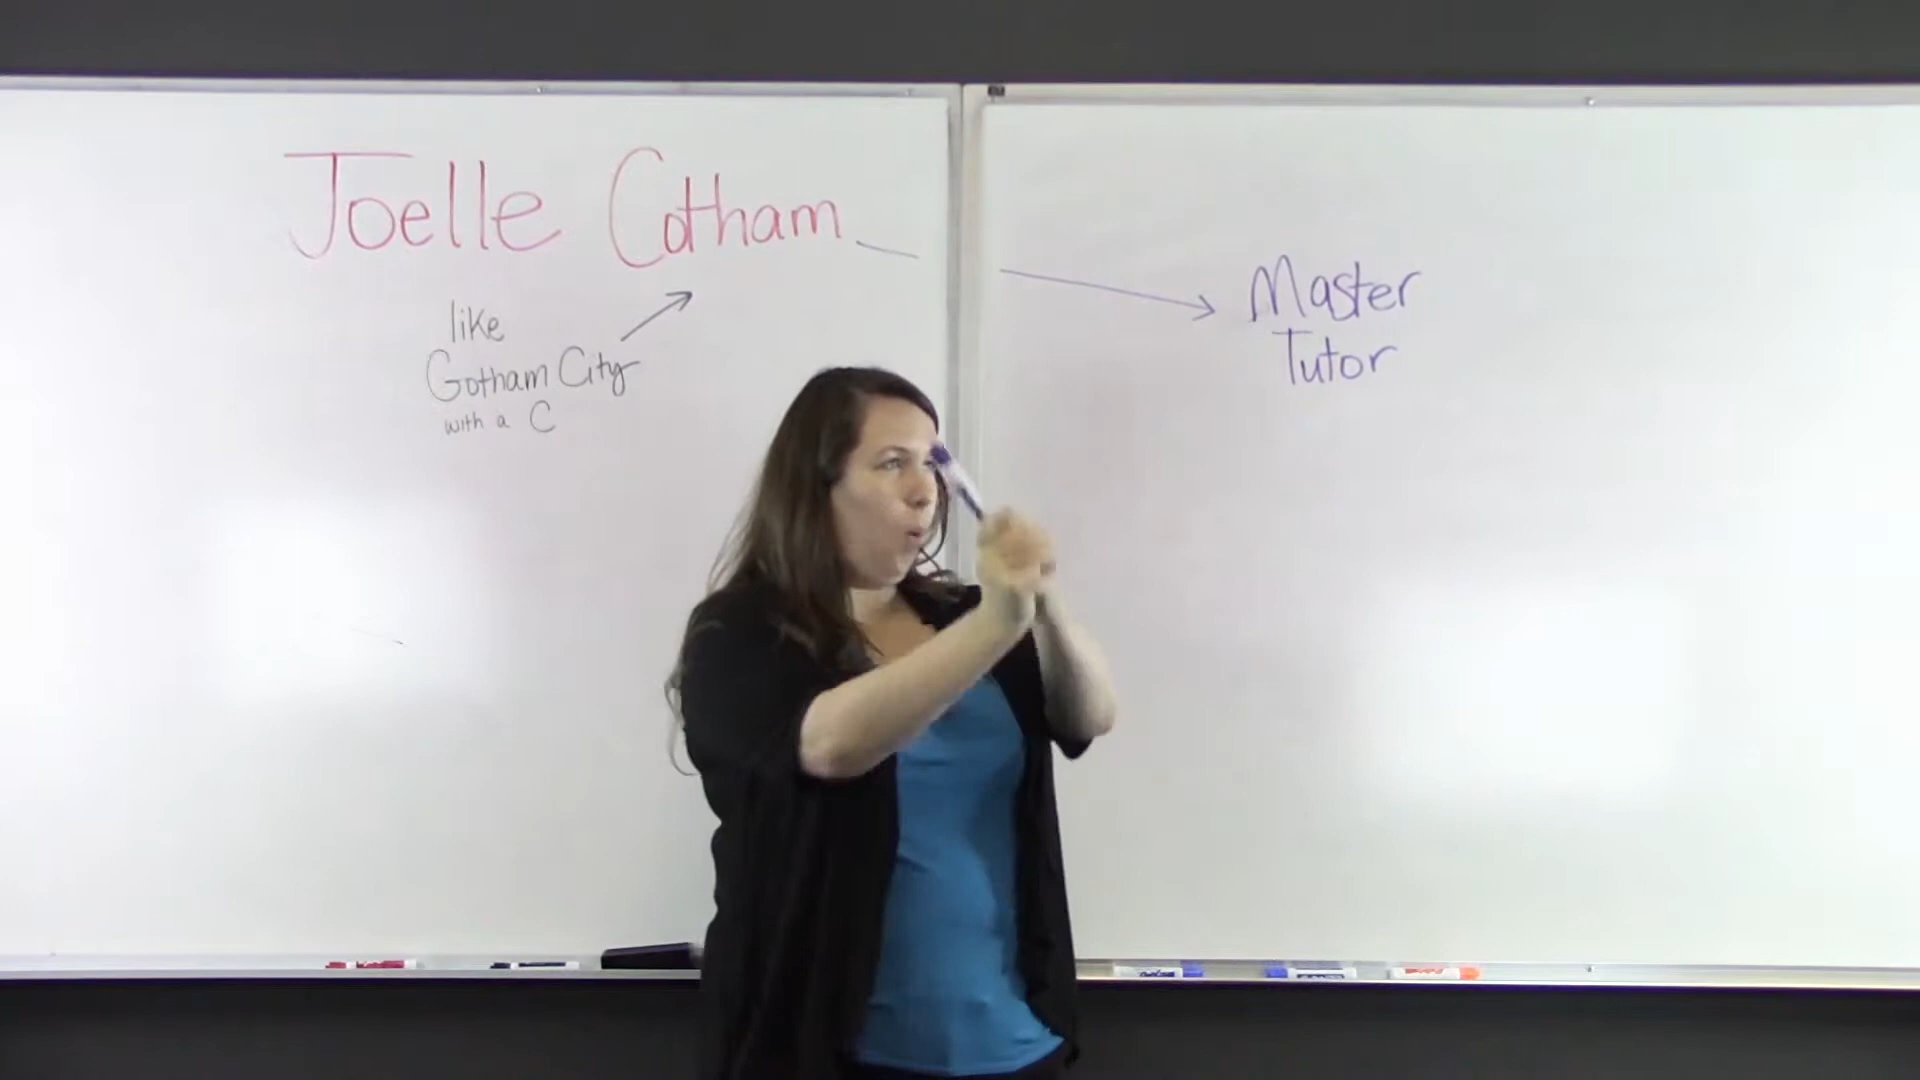 Joelle Cotham
like
Gotham City
with a C
Master
Tutor